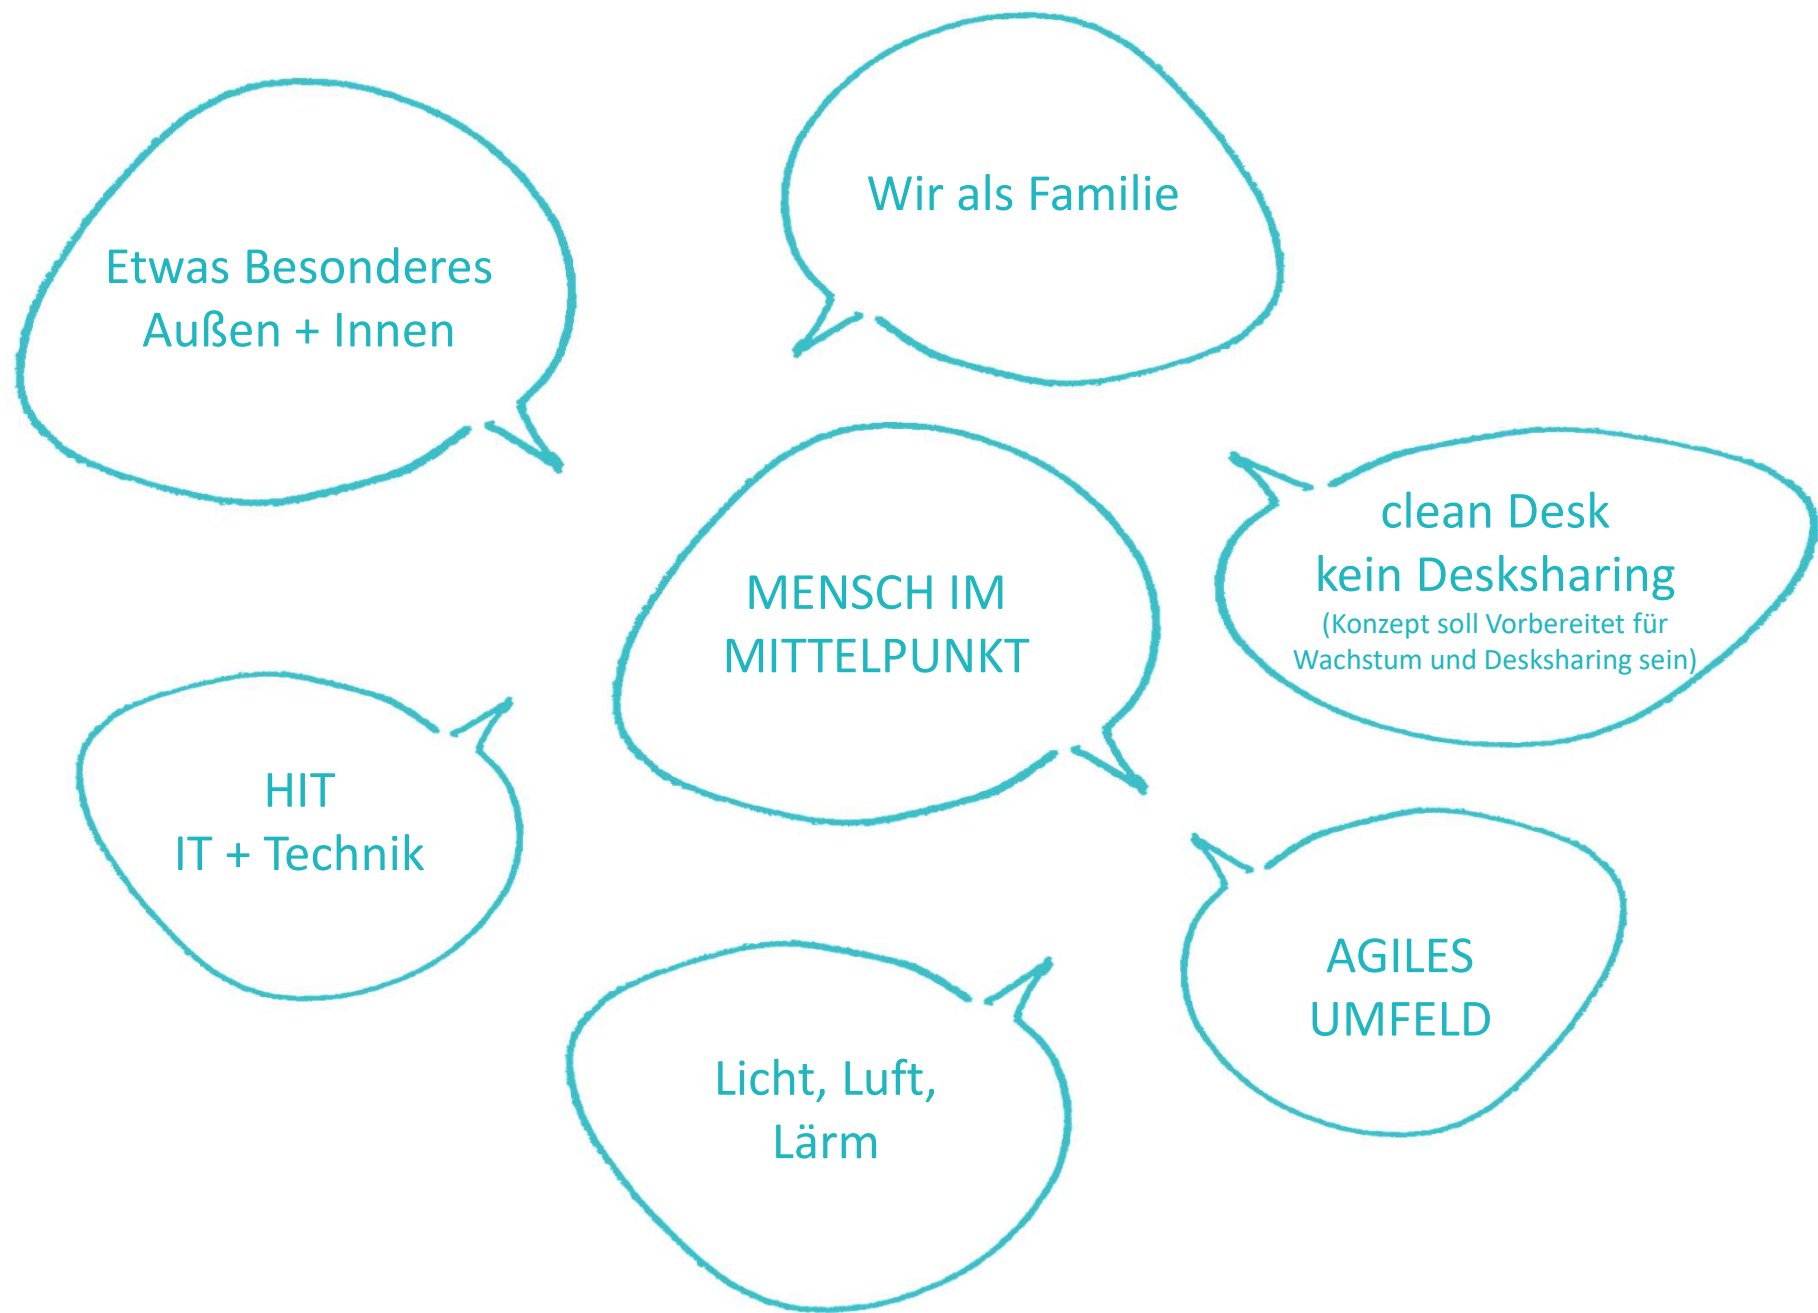 Wir als Familie
Etwas Besonderes
Außen + Innen
clean Desk
kein Desksharing
(Konzept soll Vorbereitet für
Wachstum und Desksharing sein)
MENSCH IM
MITTELPUNKT
HIT
IT + Technik
AGILES
UMFELD
Licht, Luft,
Lärm